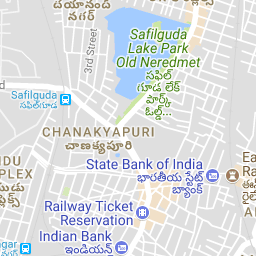 దయానంద
నగర్
3rd Street
Safilguda
Lake Park
Old Neredmet
సఫిల్
గూడ లేక్
పార్క్
ఓల్డ్...
Safilguda
సఫిల్‌గూడ
CHANAKYAPURI
చాణక్యపూరి
State Bank of India
భారతీయ స్టేట్
బ్యాంక్
Railway Ticket
Reservation
Indian Bank
ఇండియన్